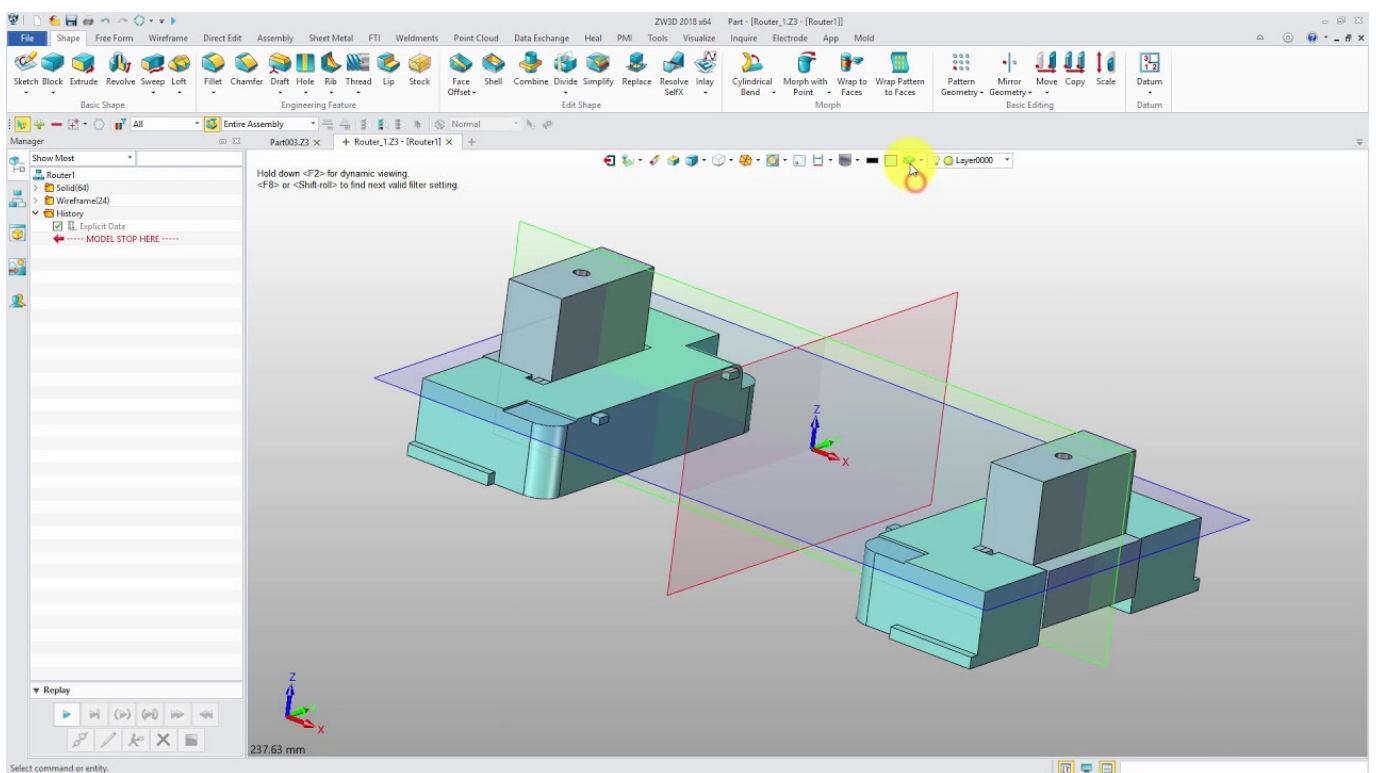 ZW3D 2018 x64 Part - [Router_1.Z3 - [Router1]]
File Shape Free Form Wireframe Direct Edit Assembly Sheet Metal FTI Weldments Point Cloud Data Exchange Heal PMI Tools Visualize Inquire Electrode App Mold
Sketch Block Extrude Revolve Sweep Loft Fillet Chamfer Draft Hole Rib Thread Lip Stock Face Offset Shell Combine Divide Simplify Replace Resolve SelfX Inlay Cylindrical Bend Morph with Point Wrap to Faces Wrap Pattern to Faces Pattern Geometry Mirror Geometry Move Copy Scale Datum
Basic Shape Engineering Feature Edit Shape Morph Basic Editing Datum
All Entire Assembly Normal
Manager Part003.Z3 + Router_1.Z3 - [Router1]
Show Most Layer0000
Router1
Solid(64)
Wireframe(24)
History
Explicit Data
----- MODEL STOP HERE -----
Hold down <F2> for dynamic viewing.
<F8> or <Shift-roll> to find next valid filter setting.
Z
X
Replay
Z
X
237.63 mm
Select command or entity.